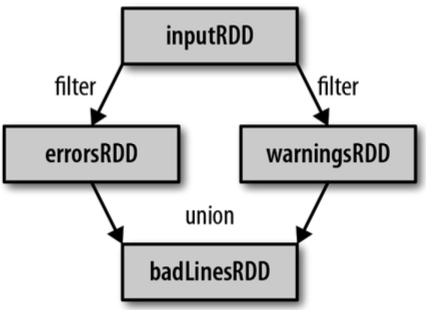 inputRDD
filter
filter
errorsRDD
warningsRDD
union
badLinesRDD